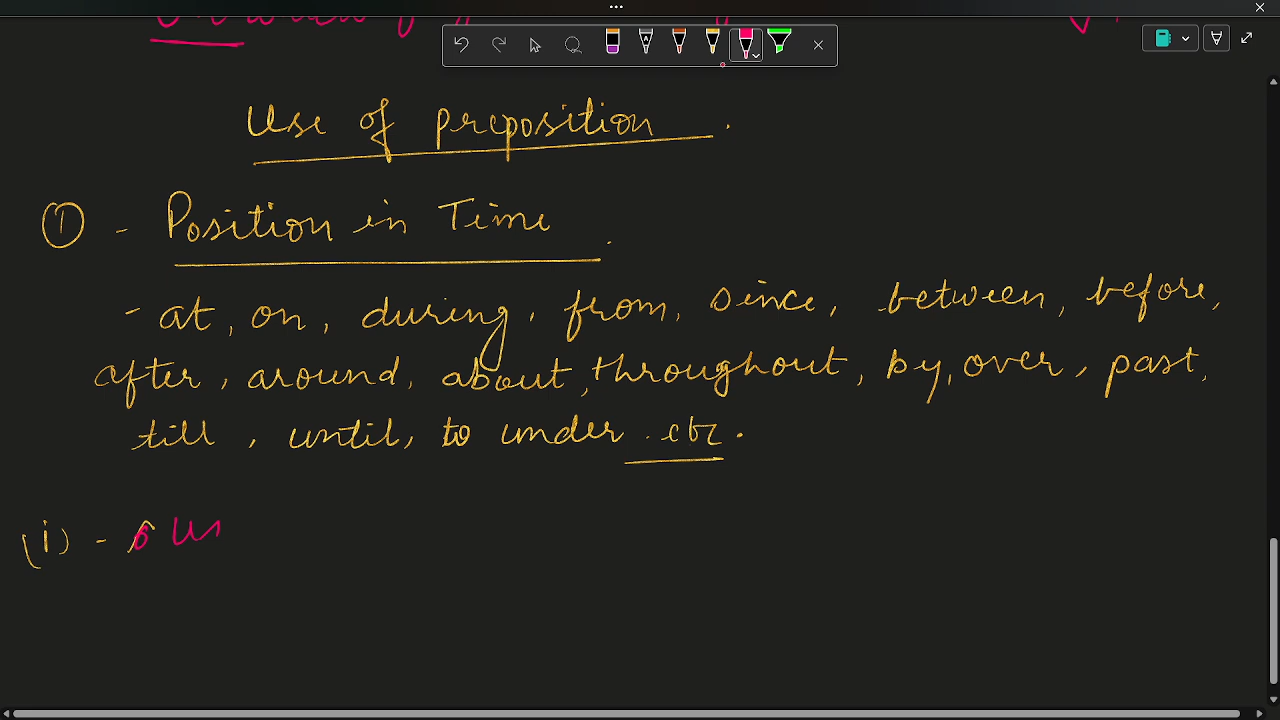 Use of preposition.
① - Position in Time.
- at, on, during, from, since, between, before,
after, around, about, throughout, by, over, past,
till, until, to under. etc.
(i) - Us